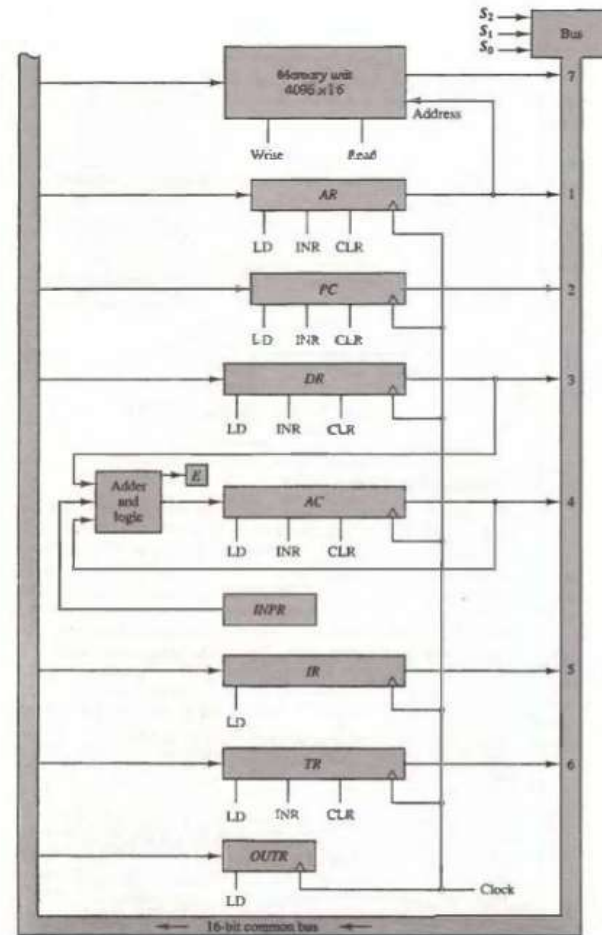 S2
S1
S0
Bus
Memory unit
4096 × 16
7
Address
Write Read
AR
1
LD INR CLR
PC
2
LD INR CLR
DR
3
LD INR CLR
Adder
and
logic
E
AC
4
LD INR CLR
INPR
IR
5
LD
TR
6
LD INR CLR
OUTR
LD
Clock
16-bit common bus